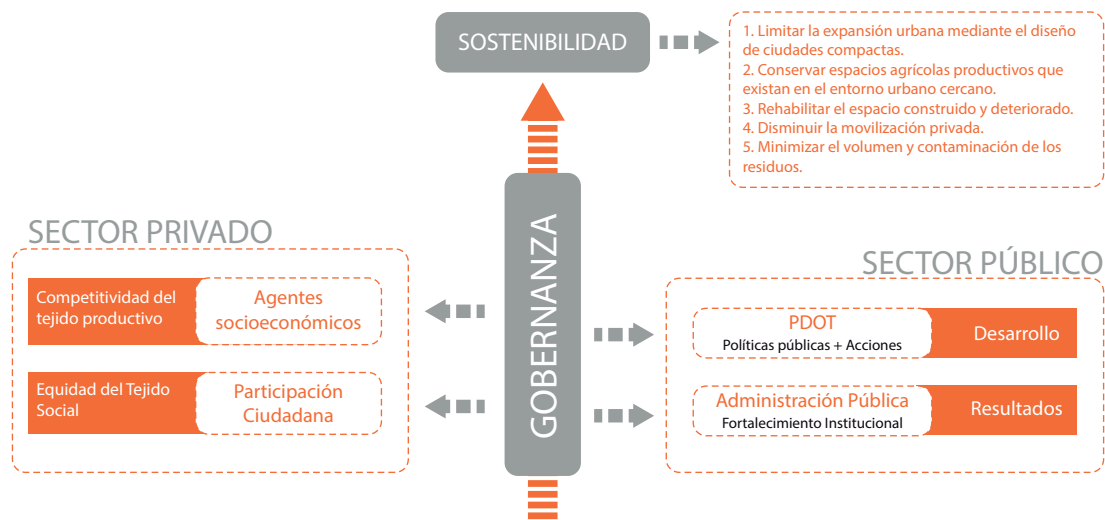 SOSTENIBILIDAD
1. Limitar la expansión urbana mediante el diseño
de ciudades compactas.
2. Conservar espacios agrícolas productivos que
existan en el entorno urbano cercano.
3. Rehabilitar el espacio construido y deteriorado.
4. Disminuir la movilización privada.
5. Minimizar el volumen y contaminación de los
residuos.
GOBERNANZA
SECTOR PRIVADO
Competitividad del
tejido productivo
Agentes
socioeconómicos
Equidad del Tejido
Social
Participación
Ciudadana
SECTOR PÚBLICO
PDOT
Políticas públicas + Acciones
Desarrollo
Administración Pública
Fortalecimiento Institucional
Resultados